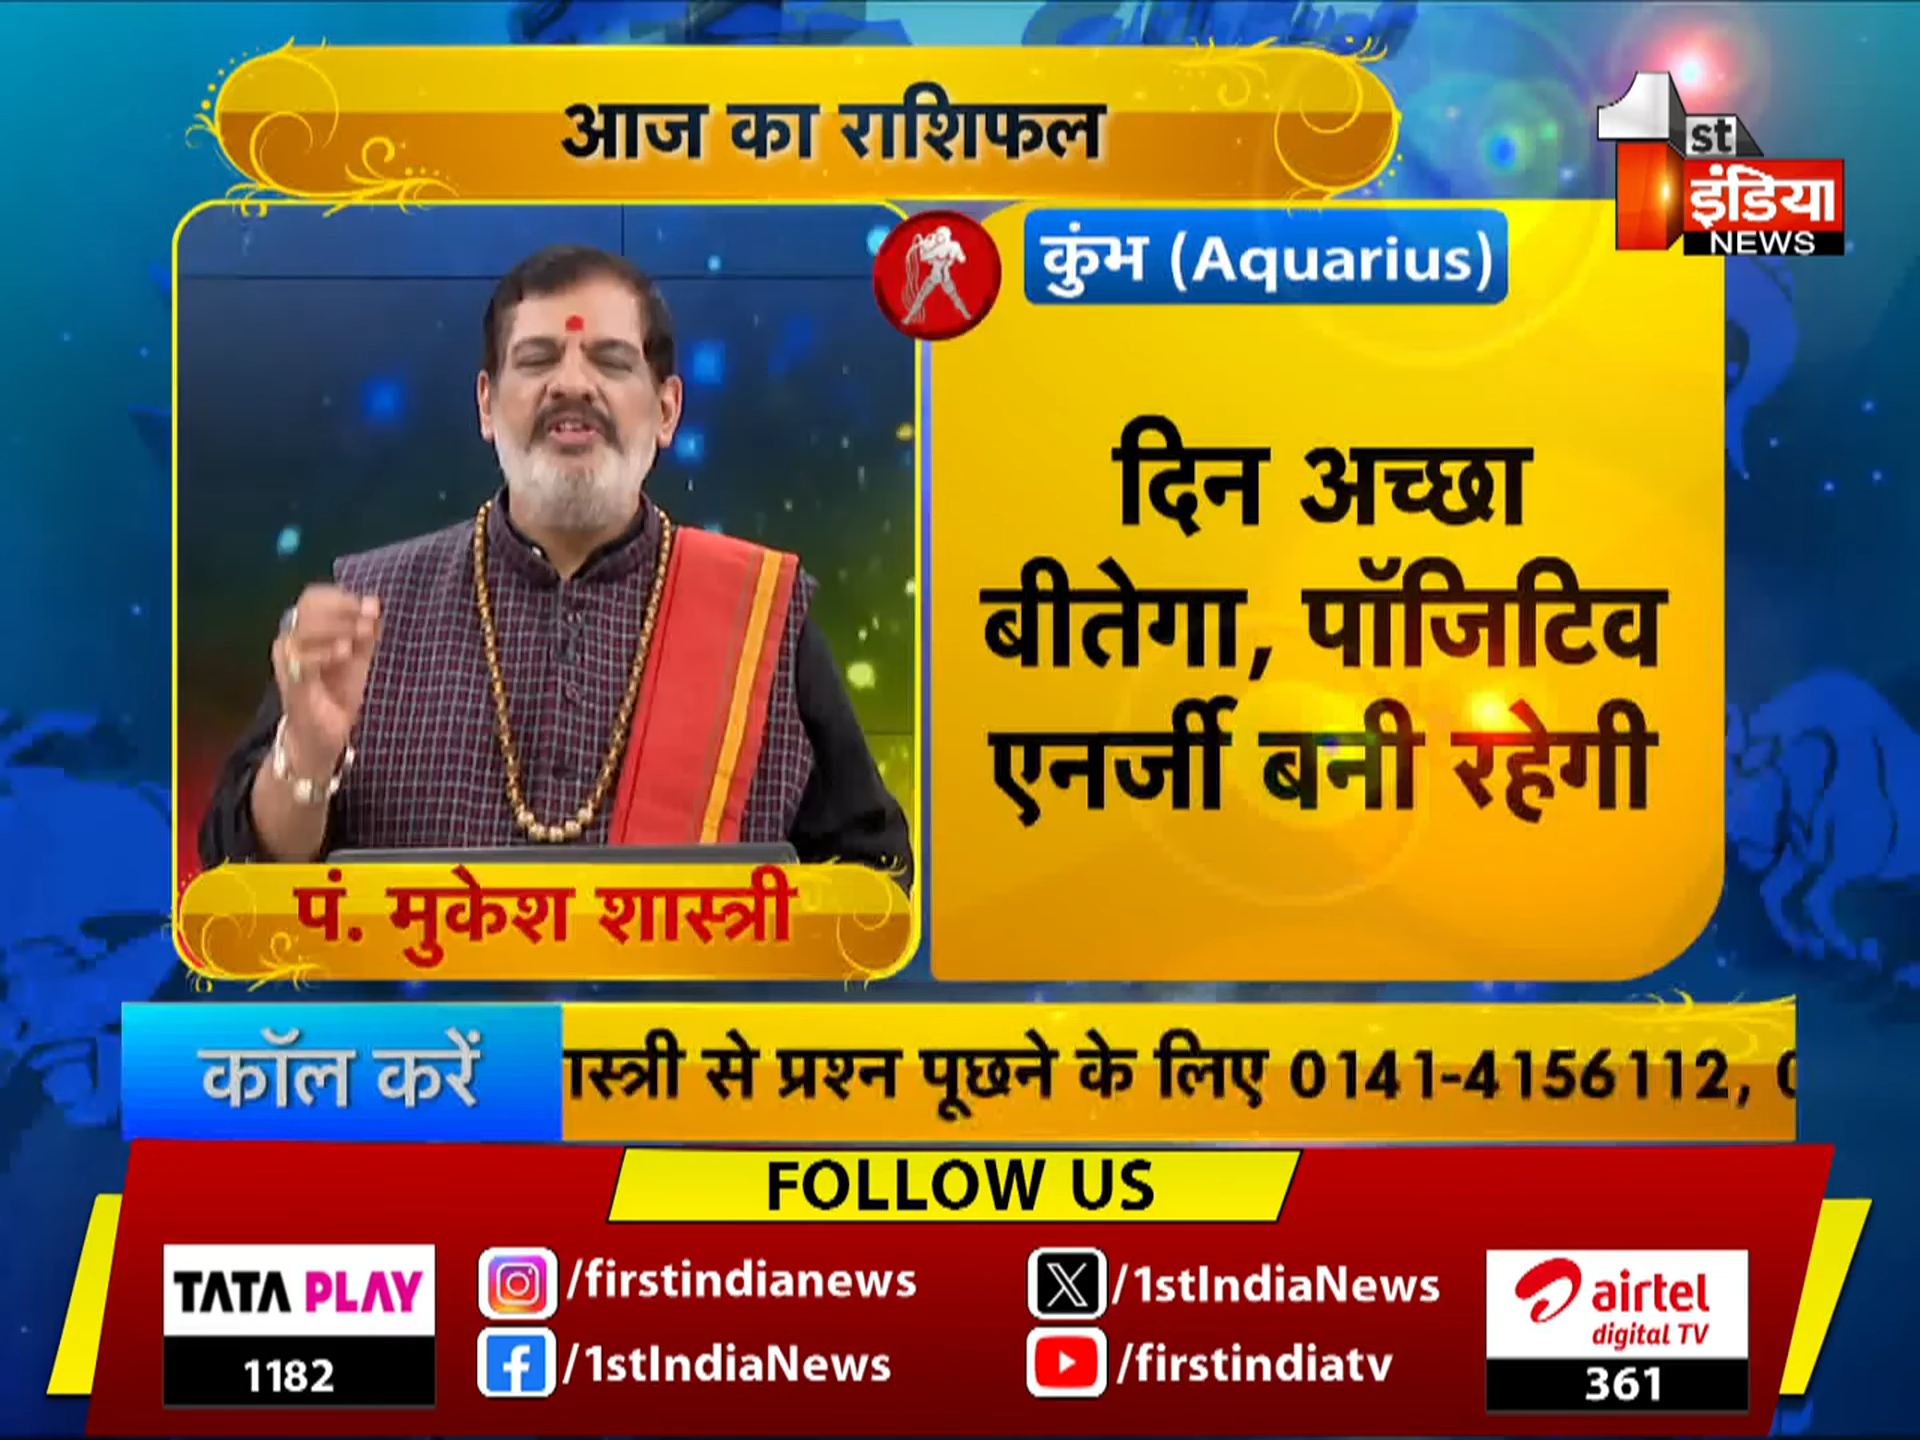 आज का राशिफल
1st
इंडिया
NEWS
कुंभ (Aquarius)
दिन अच्छा
बीतेगा, पॉजिटिव
एनर्जी बनी रहेगी
पं. मुकेश शास्त्री
कॉल करें
से प्रश्न पूछने के लिए 0141-4156112,
FOLLOW US
TATA PLAY
1182
/firstindianews
/1stIndiaNews
/1stIndiaNews
/firstindiatv
airtel
digital TV
361